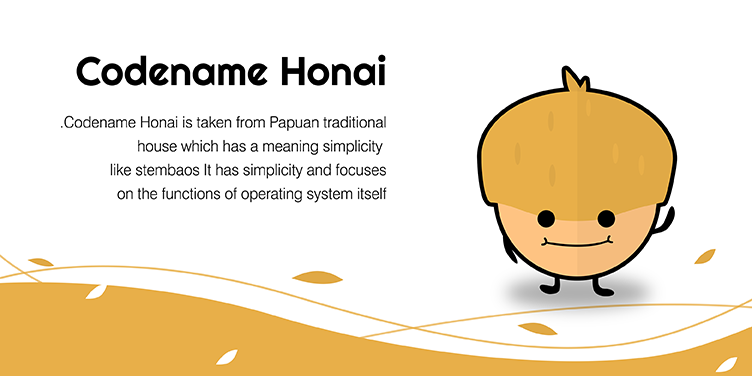 Codename Honai
.Codename Honai is taken from Papuan traditional
house which has a meaning simplicity
like stembaos It has simplicity and focuses
on the functions of operating system itself